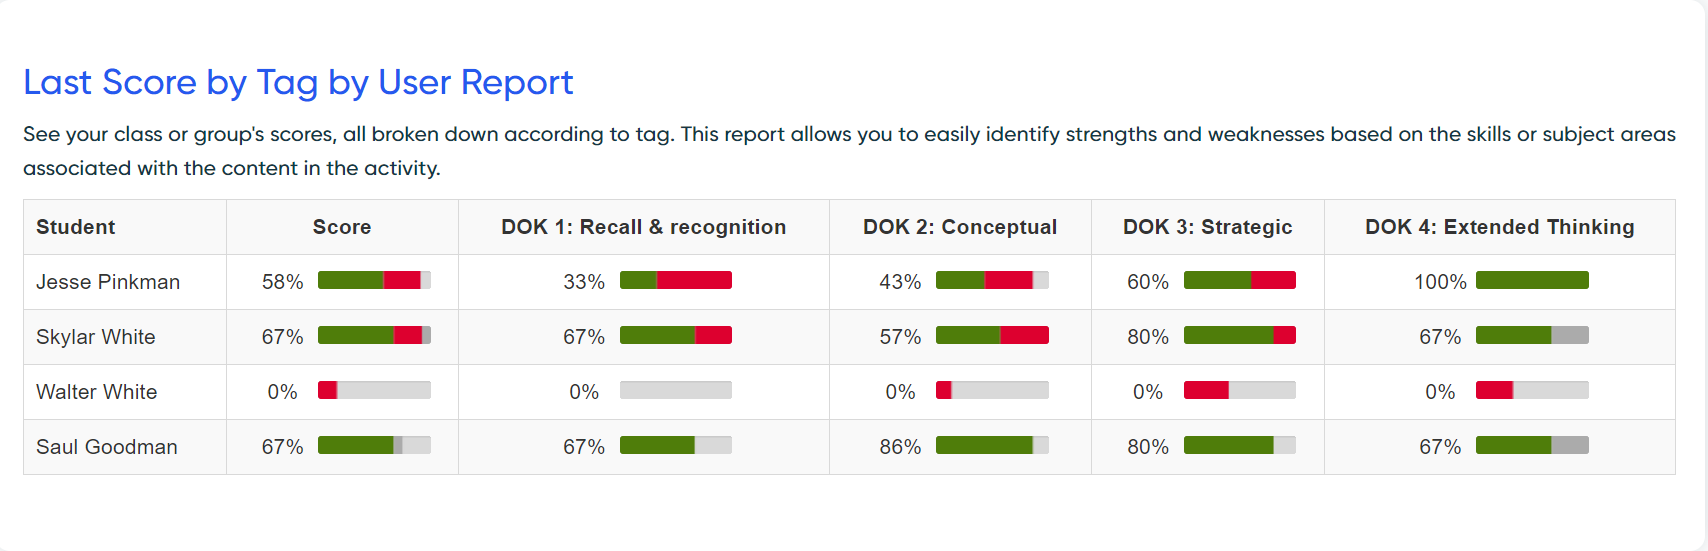 Last Score by Tag by User Report
See your class or group's scores, all broken down according to tag. This report allows you to easily identify strengths and weaknesses based on the skills or subject areas
associated with the content in the activity.
Student Score DOK 1: Recall & recognition DOK 2: Conceptual DOK 3: Strategic DOK 4: Extended Thinking
Jesse Pinkman 58% 33% 43% 60% 100%
Skylar White 67% 67% 57% 80% 67%
Walter White 0% 0% 0% 0% 0%
Saul Goodman 67% 67% 86% 80% 67%